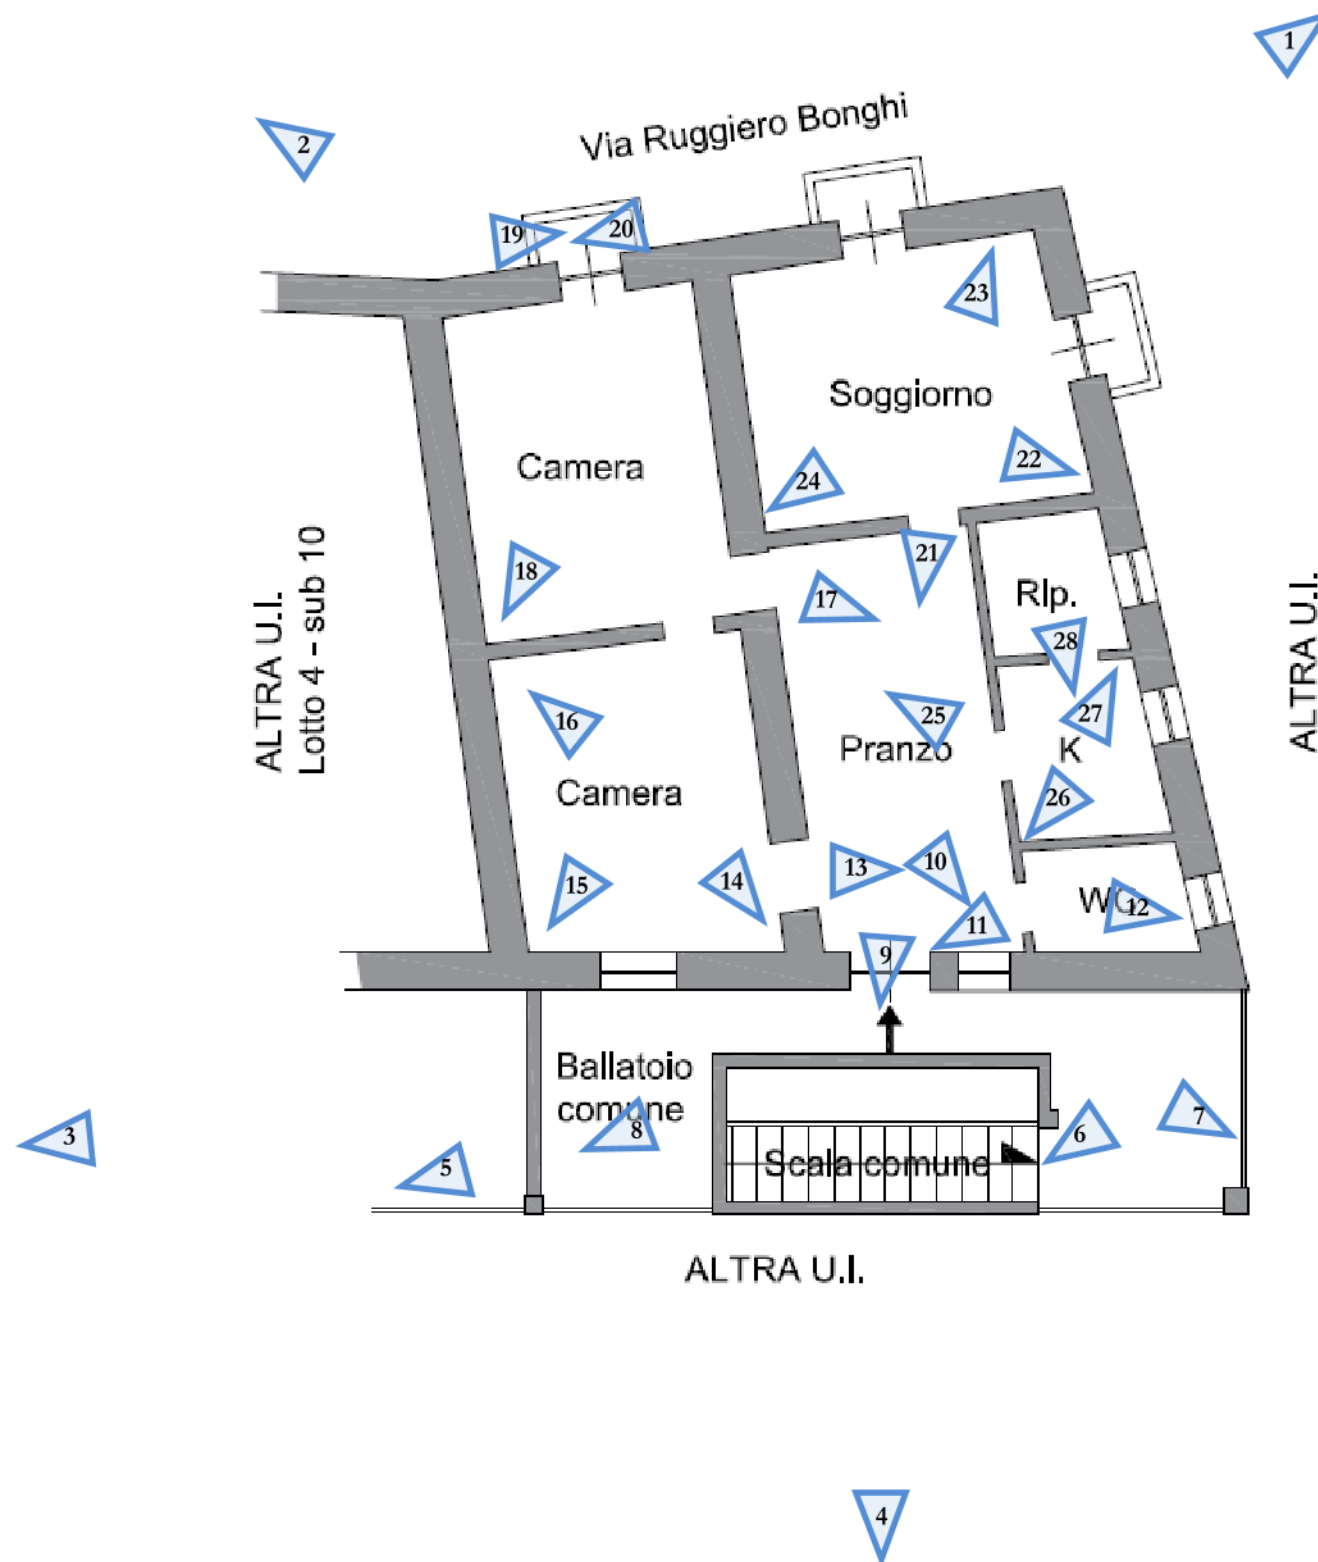 1
Via Ruggiero Bonghi
2
19
20
23
Soggiorno
Camera
22
24
21
18
17
Rlp.
28
ALTRA U.I.
Lotto 4 - sub 10
ALTRA U.I.
16
25
27
Pranzo
K
Camera
26
15
14
13
10
WC
12
11
9
Ballatoio
comune
8
7
6
3
5
Scala comune
ALTRA U.I.
4